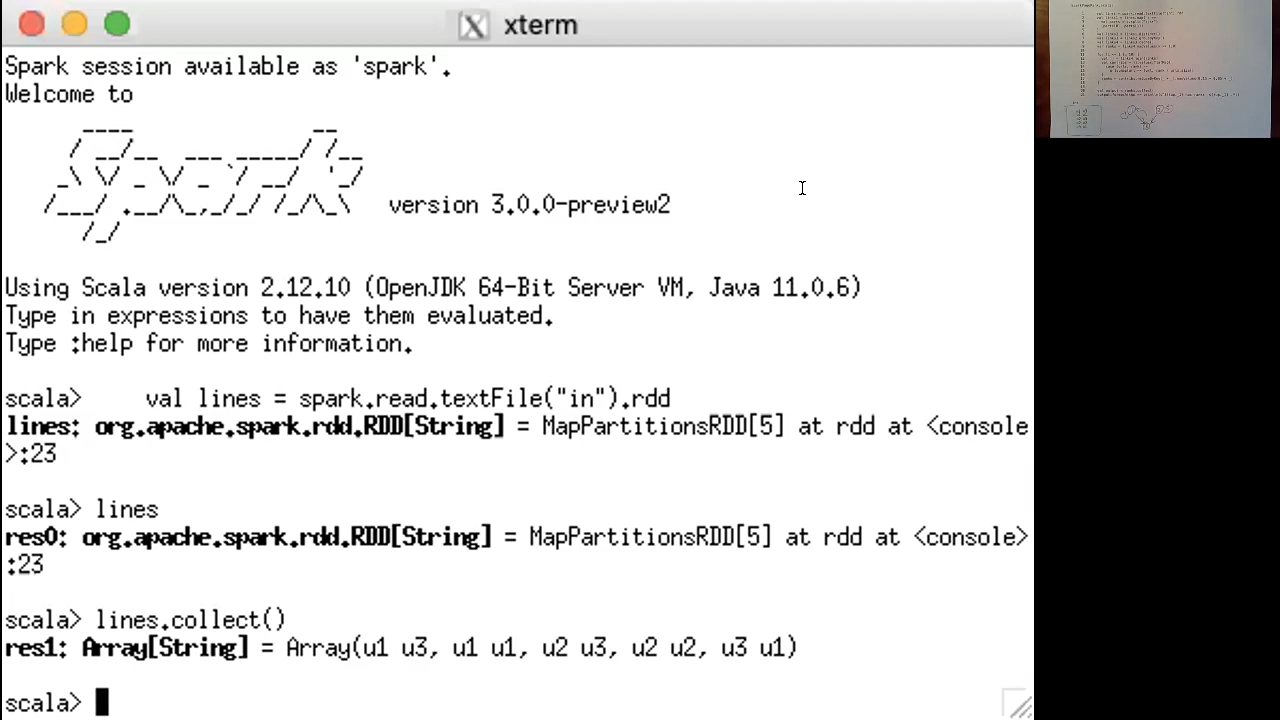 xterm
Spark session available as 'spark'.
Welcome to
Spark
version 3.0.0-preview2
Using Scala version 2.12.10 (OpenJDK 64-Bit Server VM, Java 11.0.6)
Type in expressions to have them evaluated.
Type :help for more information.
scala>     val lines = spark.read.textFile("in").rdd
lines: org.apache.spark.rdd.RDD[String] = MapPartitionsRDD[5] at rdd at <console
>:23
scala> lines
res0: org.apache.spark.rdd.RDD[String] = MapPartitionsRDD[5] at rdd at <console>
:23
scala> lines.collect()
res1: Array[String] = Array(u1 u3, u1 u1, u2 u3, u2 u2, u3 u1)
scala>